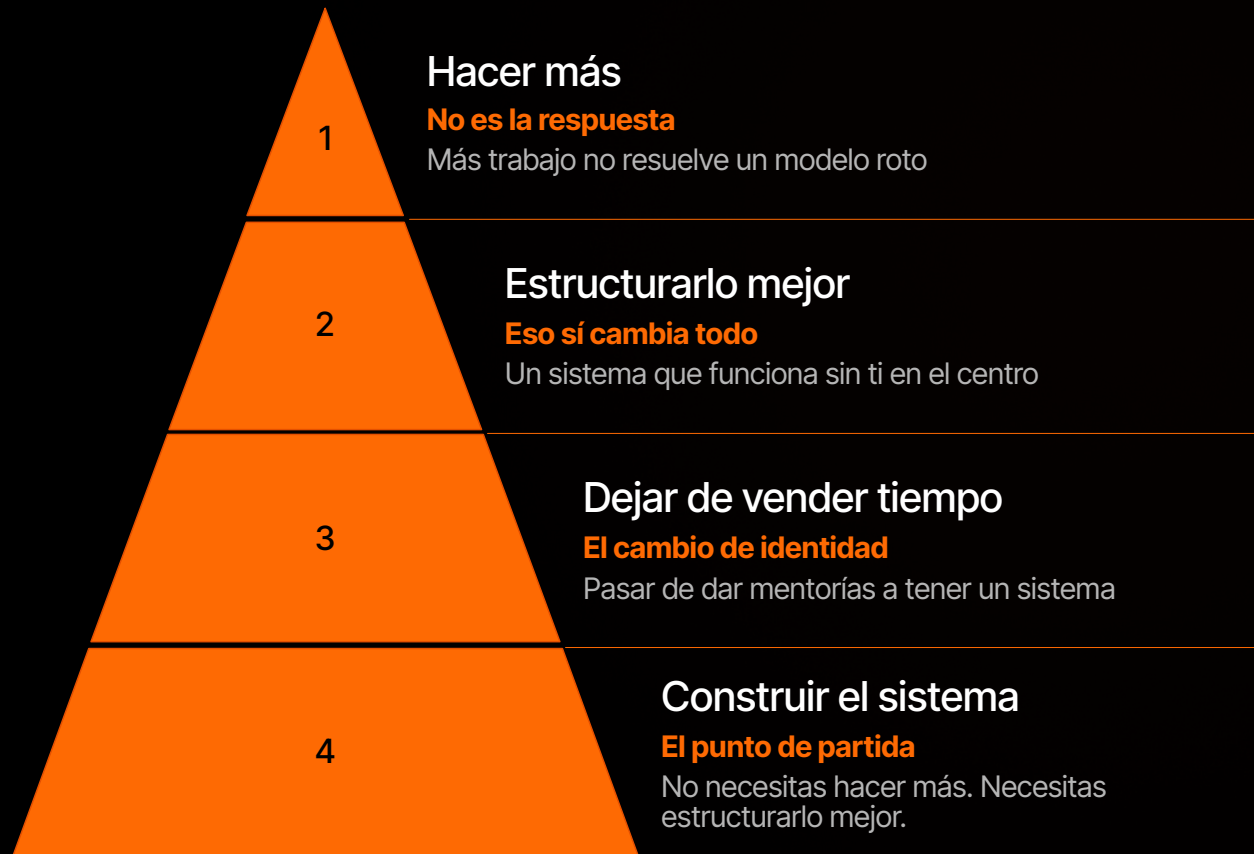 1
Hacer más
No es la respuesta
Más trabajo no resuelve un modelo roto
2
Estructurarlo mejor
Eso sí cambia todo
Un sistema que funciona sin ti en el centro
3
Dejar de vender tiempo
El cambio de identidad
Pasar de dar mentorías a tener un sistema
4
Construir el sistema
El punto de partida
No necesitas hacer más. Necesitas
estructurarlo mejor.